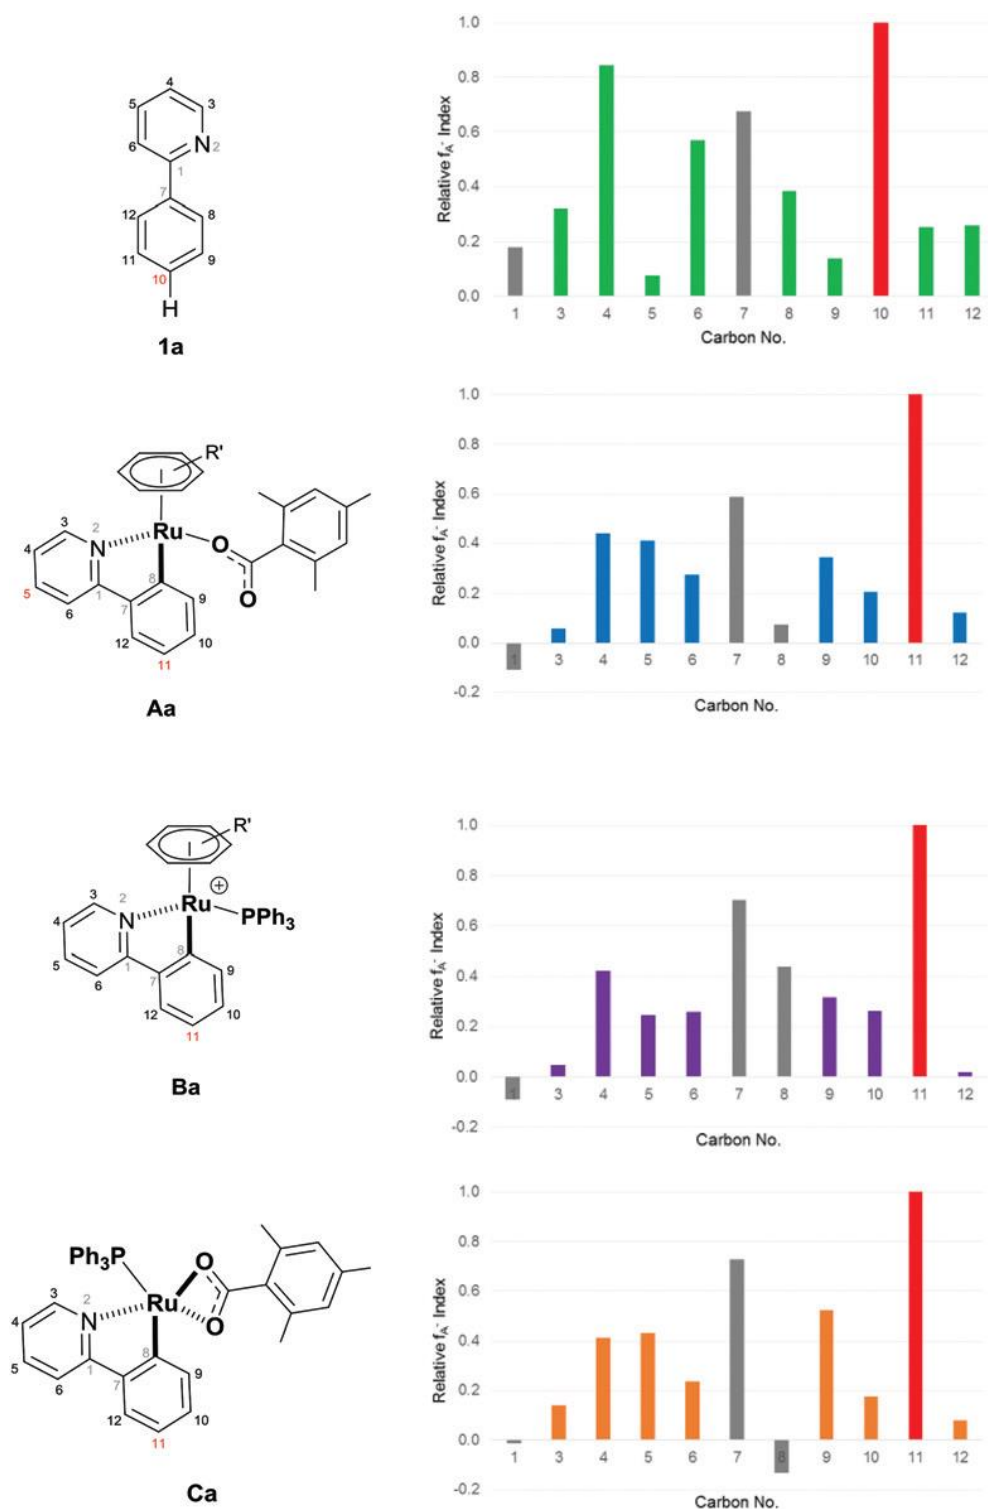 4
5
3
6
N
2
1
7
12
8
11
9
10
H
1a
Relative fA- Index
1.0
0.8
0.6
0.4
0.2
0.0
1 3 4 5 6 7 8 9 10 11 12
Carbon No.
R'
3
2
Ru
4
N
O
5
8
O
1
6
7
9
12
10
11
Aa
Relative fA- Index
1.0
0.8
0.6
0.4
0.2
0.0
-0.2
1 3 4 5 6 7 8 9 10 11 12
Carbon No.
R'
+
3
2
Ru
PPh3
4
N
8
5
1
6
7
9
12
10
11
Ba
Relative fA- Index
1.0
0.8
0.6
0.4
0.2
0.0
-0.2
1 3 4 5 6 7 8 9 10 11 12
Carbon No.
Ph3P
O
3
2
Ru
4
N
O
5
8
1
6
7
9
12
10
11
Ca
Relative fA- Index
1.0
0.8
0.6
0.4
0.2
0.0
-0.2
1 3 4 5 6 7 8 9 10 11 12
Carbon No.